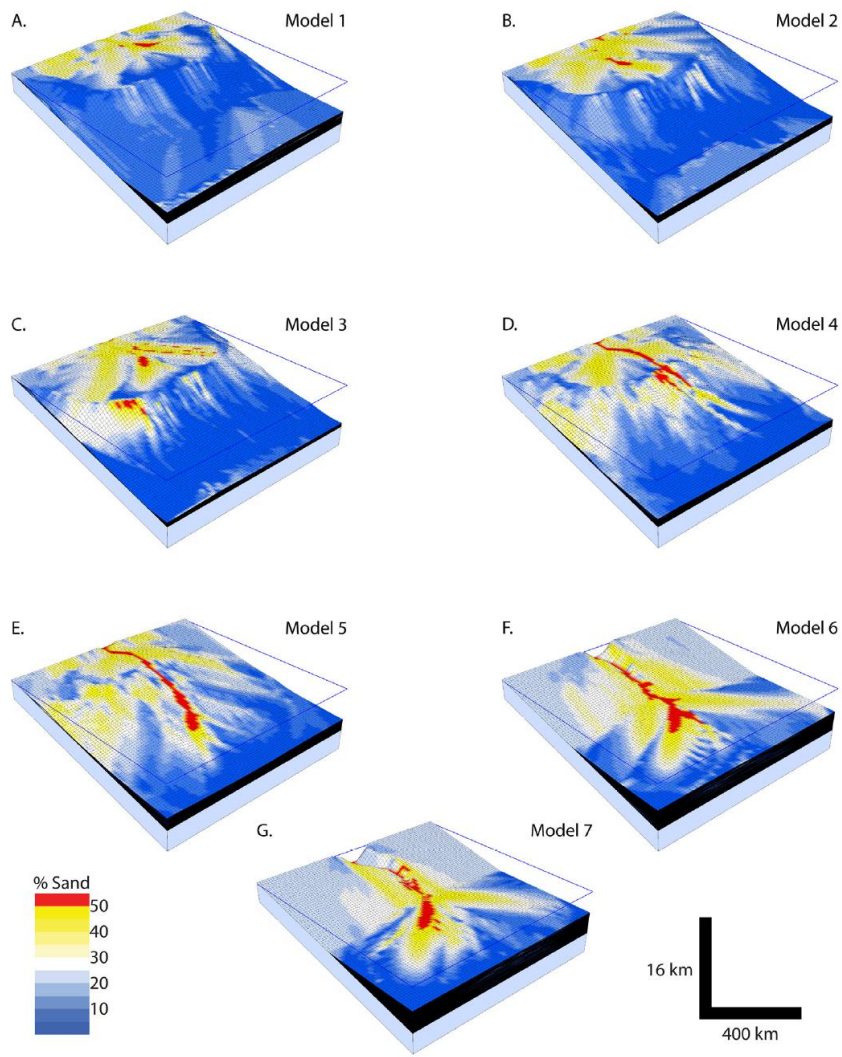 A. Model 1
B. Model 2
C. Model 3
D. Model 4
E. Model 5
F. Model 6
G. Model 7
% Sand
50
40
30
20
10
16 km
400 km